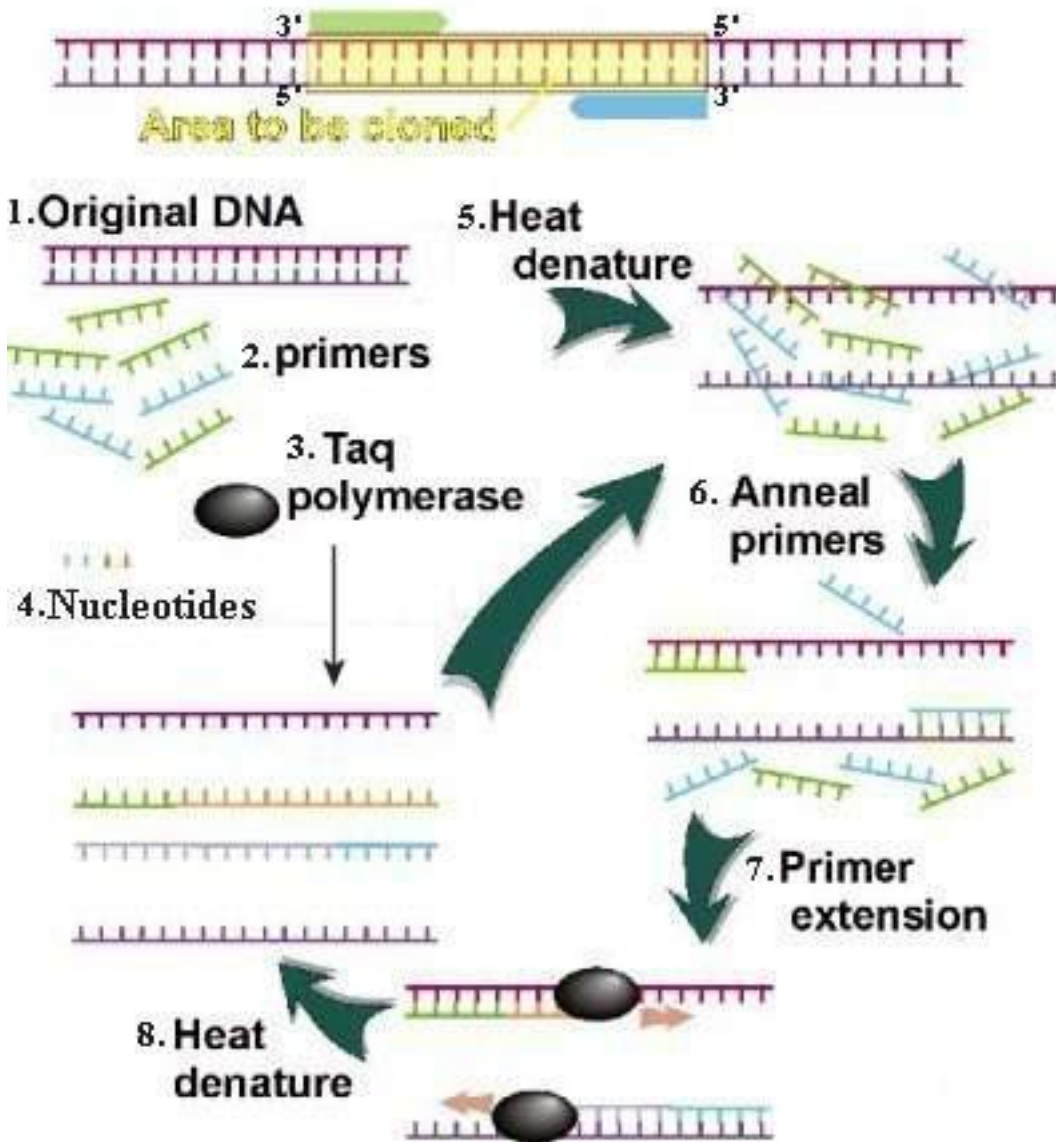 3' 5'
5' 3'
Area to be cloned
1.Original DNA
2.primers
3. Taq
polymerase
4.Nucleotides
5.Heat
denature
6. Anneal
primers
7.Primer
extension
8.Heat
denature